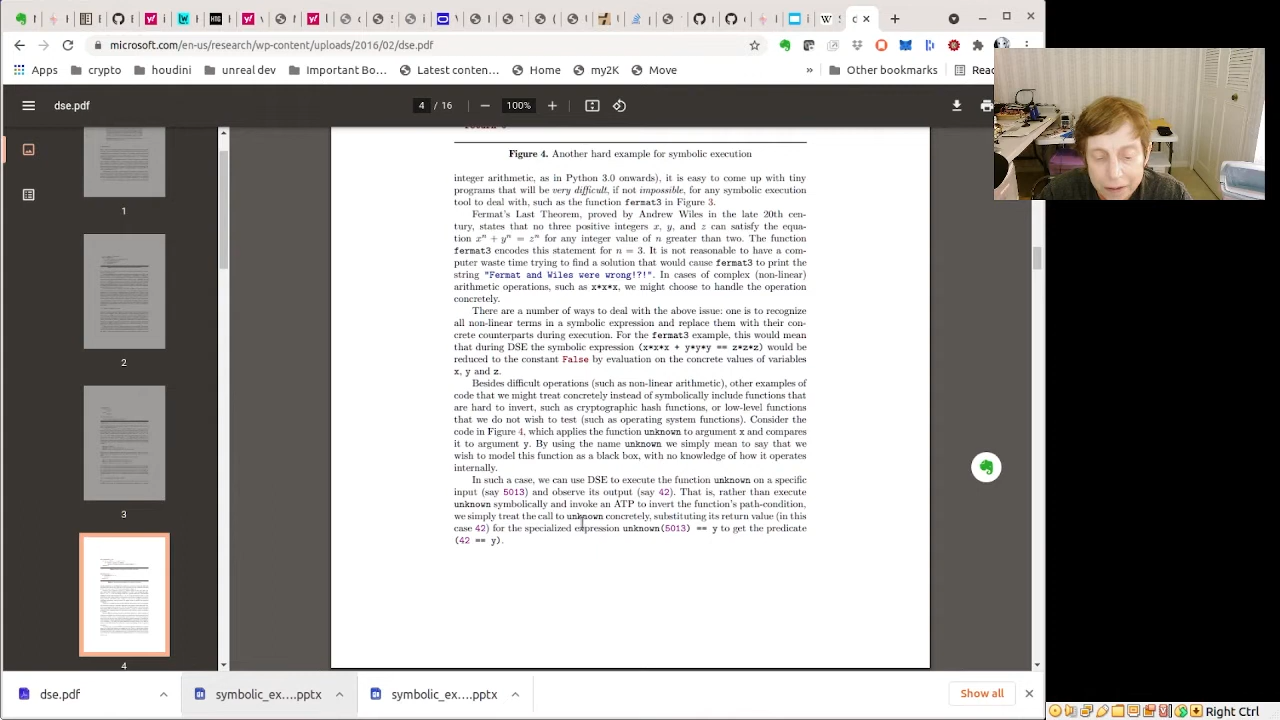 microsoft.com/en-us/research/wp-content/uploads/2016/02/dse.pdf
Apps
crypto
houdini
unrealdev
Impo
Latest conten...
Home
my2K
Move
»
Other bookmarks
dse.pdf
4 / 16
100%
1
2
3
4
Figure 4. Another hard example for symbolic execution
integer arithmetic, as in Python 3.0 onwards), it is easy to come up with tiny
programs that will be very difficult, if not impossible, for any symbolic execution
tool to deal with, such as the function fermat3 in Figure 3.
Fermat's Last Theorem, proved by Andrew Wiles in the late 20th cen-
tury, states that no three positive integers x, y, and z can satisfy the equa-
tion xⁿ + yⁿ = zⁿ for any integer value of n greater than two. The function
fermat3 encodes this statement for n = 3. It is not reasonable to have a com-
puter waste time trying to find a solution that would cause fermat3 to print the
string "Fermat and Wiles were wrong!?!". In cases of complex (non-linear)
arithmetic operations, such as x*x*x, we might choose to handle the operation
concretely.
There are a number of ways to deal with the above issue: one is to recognize
all non-linear terms in a symbolic expression and replace them with their con-
crete counterparts during execution. For the fermat3 example, this would mean
that during DSE the symbolic expression (x*x*x + y*y*y == z*z*z) would be
reduced to the constant False by evaluation on the concrete values of variables
x, y and z.
Besides difficult operations (such as non-linear arithmetic), other examples of
code that we might treat concretely instead of symbolically include functions that
are hard to invert, such as cryptographic hash functions, or low-level functions
that we do not wish to test (such as operating system functions). Consider the
code in Figure 4, which applies the function unknown to argument x and compares
it to argument y. By using the name unknown we simply mean to say that we
wish to model this function as a black box, with no knowledge of how it operates
internally.
In such a case, we can use DSE to execute the function unknown on a specific
input (say 5013) and observe its output (say 42). That is, rather than execute
unknown symbolically and invoke an ATP to invert the function's path-condition,
we simply treat the call to unknown concretely, substituting its return value (in this
case 42) for the specialized expression unknown(5013) == y to get the predicate
(42 == y).
dse.pdf
symbolic_ex....pptx
symbolic_ex....pptx
Show all
Right Ctrl